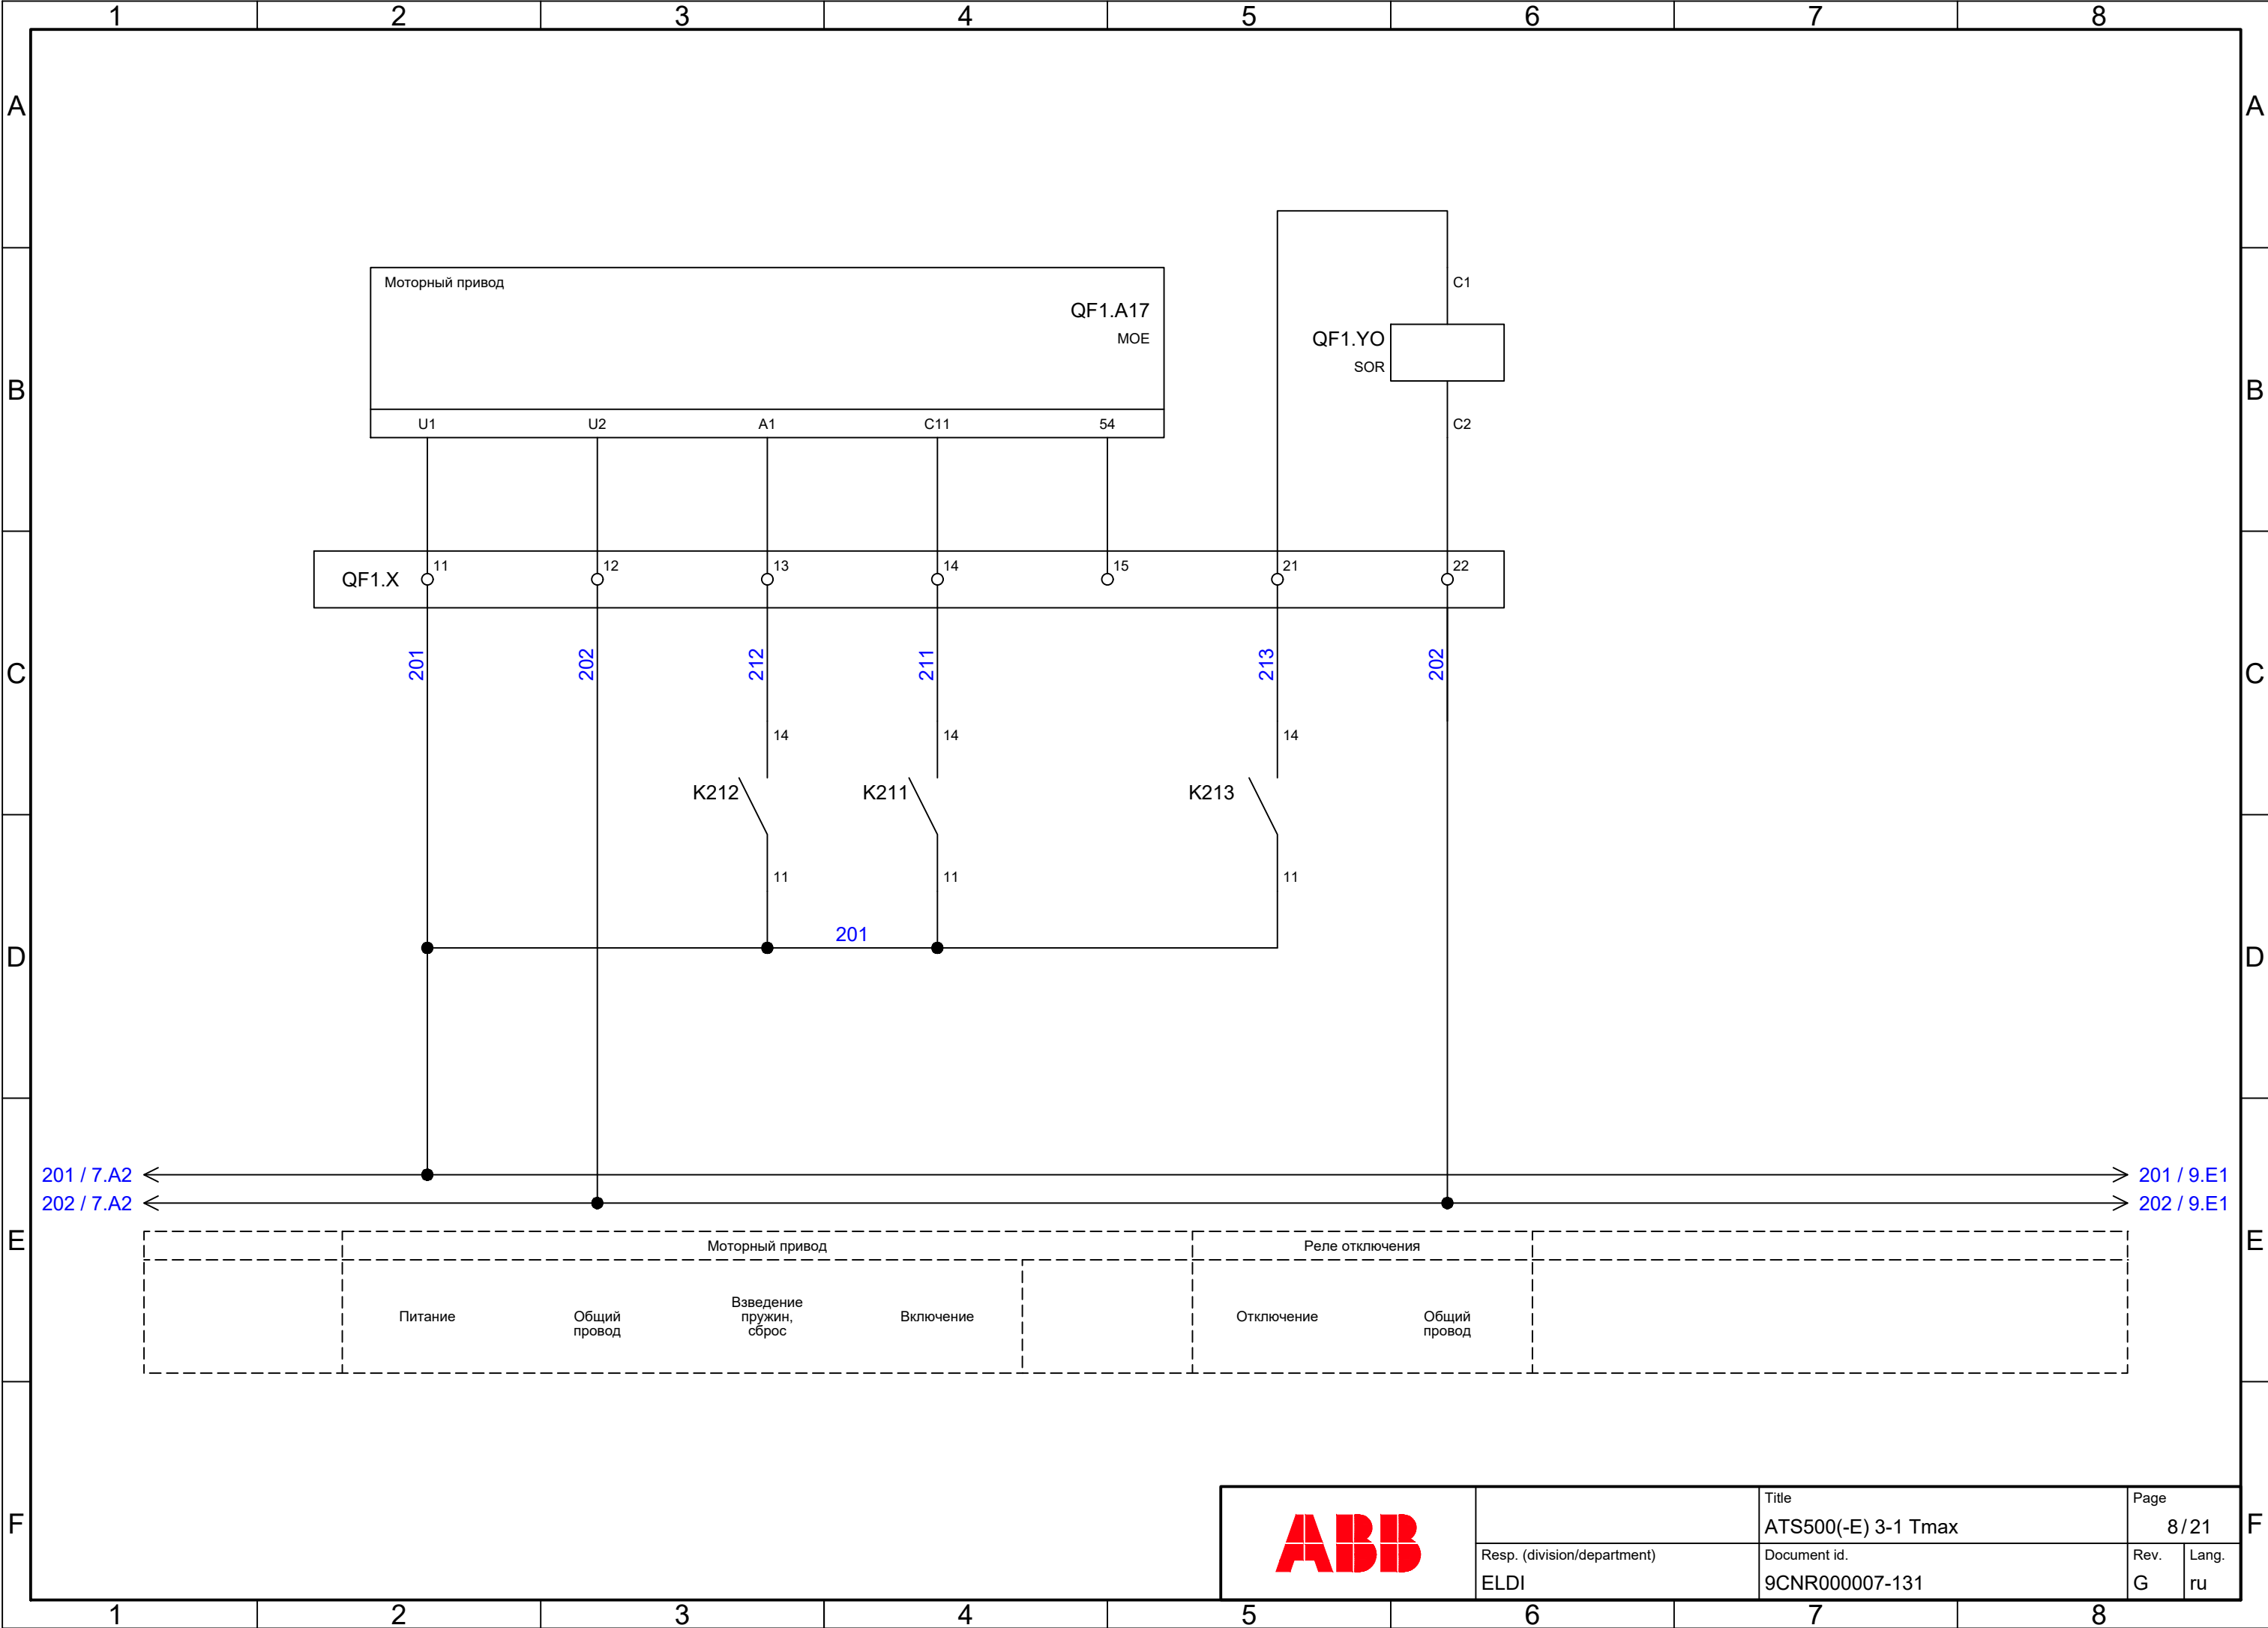 1 2 3 4 5 6 7 8
A A
Моторный привод
QF1.A17
MOE
C1
QF1.YO
SOR
B B
U1 U2 A1 C11 54
C2
QF1.X 11 12 13 14 15 21 22
201 202 212 211 213 202
C C
14 14 14
K212 K211 K213
11 11 11
201
D D
201 / 7.A2 201 / 9.E1
202 / 7.A2 202 / 9.E1
E E
Моторный привод Реле отключения
Питание
Общий
провод
Взведение
пружин,
сброс
Включение
Отключение
Общий
провод
F F
ABB
Title
ATS500(-E) 3-1 Tmax
Page
8/21
Resp. (division/department)
ELDI
Document id.
9CNR000007-131
Rev.
G
Lang.
ru
1 2 3 4 5 6 7 8